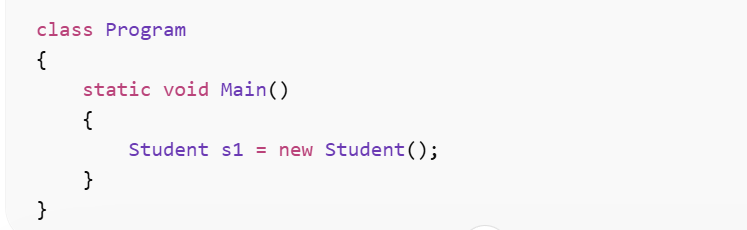 class Program
{
    static void Main()
    {
        Student s1 = new Student();
    }
}